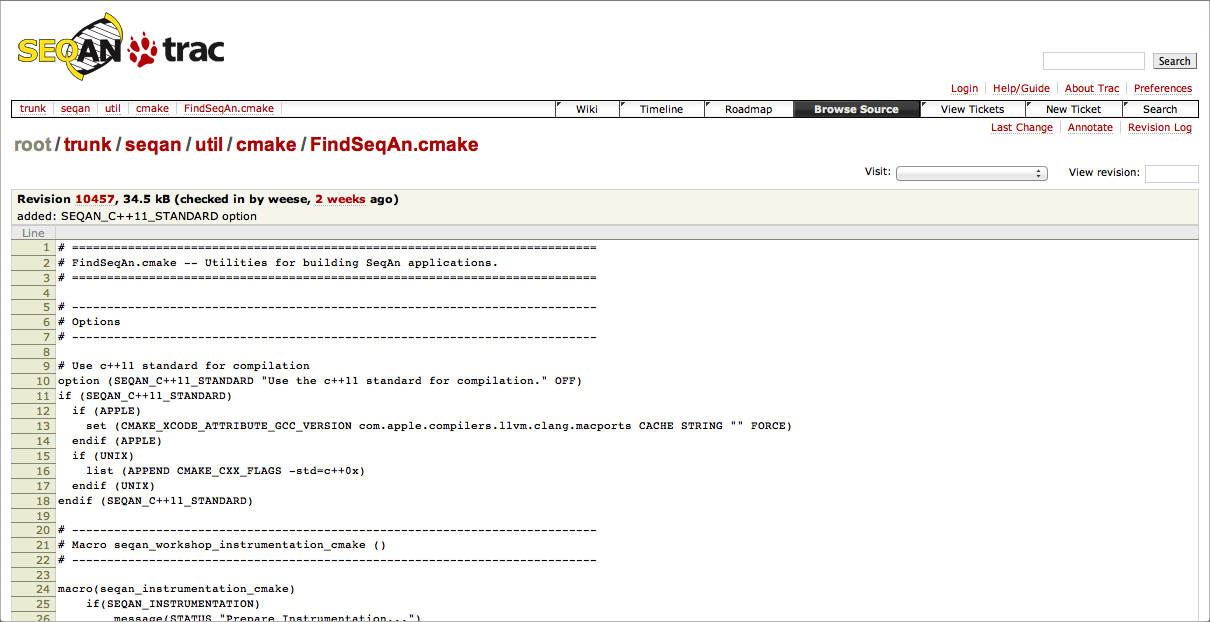 SEQAN trac
Search
Login Help/Guide About Trac Preferences
trunk seqan util cmake FindSeqAn.cmake Wiki Timeline Roadmap Browse Source View Tickets New Ticket Search
Last Change Annotate Revision Log
root / trunk / seqan / util / cmake / FindSeqAn.cmake
Visit: View revision:
Revision 10457, 34.5 kB (checked in by weese, 2 weeks ago)
added: SEQAN_C++11_STANDARD option
Line
1 # ===========================================================================
2 # FindSeqAn.cmake -- Utilities for building SeqAn applications.
3 # ===========================================================================
4
5 # ---------------------------------------------------------------------------
6 # Options
7 # ---------------------------------------------------------------------------
8
9 # Use c++11 standard for compilation
10 option (SEQAN_C++11_STANDARD "Use the c++11 standard for compilation." OFF)
11 if (SEQAN_C++11_STANDARD)
12 if (APPLE)
13 set (CMAKE_XCODE_ATTRIBUTE_GCC_VERSION com.apple.compilers.llvm.clang.macports CACHE STRING "" FORCE)
14 endif (APPLE)
15 if (UNIX)
16 list (APPEND CMAKE_CXX_FLAGS -std=c++0x)
17 endif (UNIX)
18 endif (SEQAN_C++11_STANDARD)
19
20 # ---------------------------------------------------------------------------
21 # Macro seqan_workshop_instrumentation_cmake ()
22 # ---------------------------------------------------------------------------
23
24 macro(seqan_instrumentation_cmake)
25 if(SEQAN_INSTRUMENTATION)
26 message(STATUS "Prepare Instrumentation...")